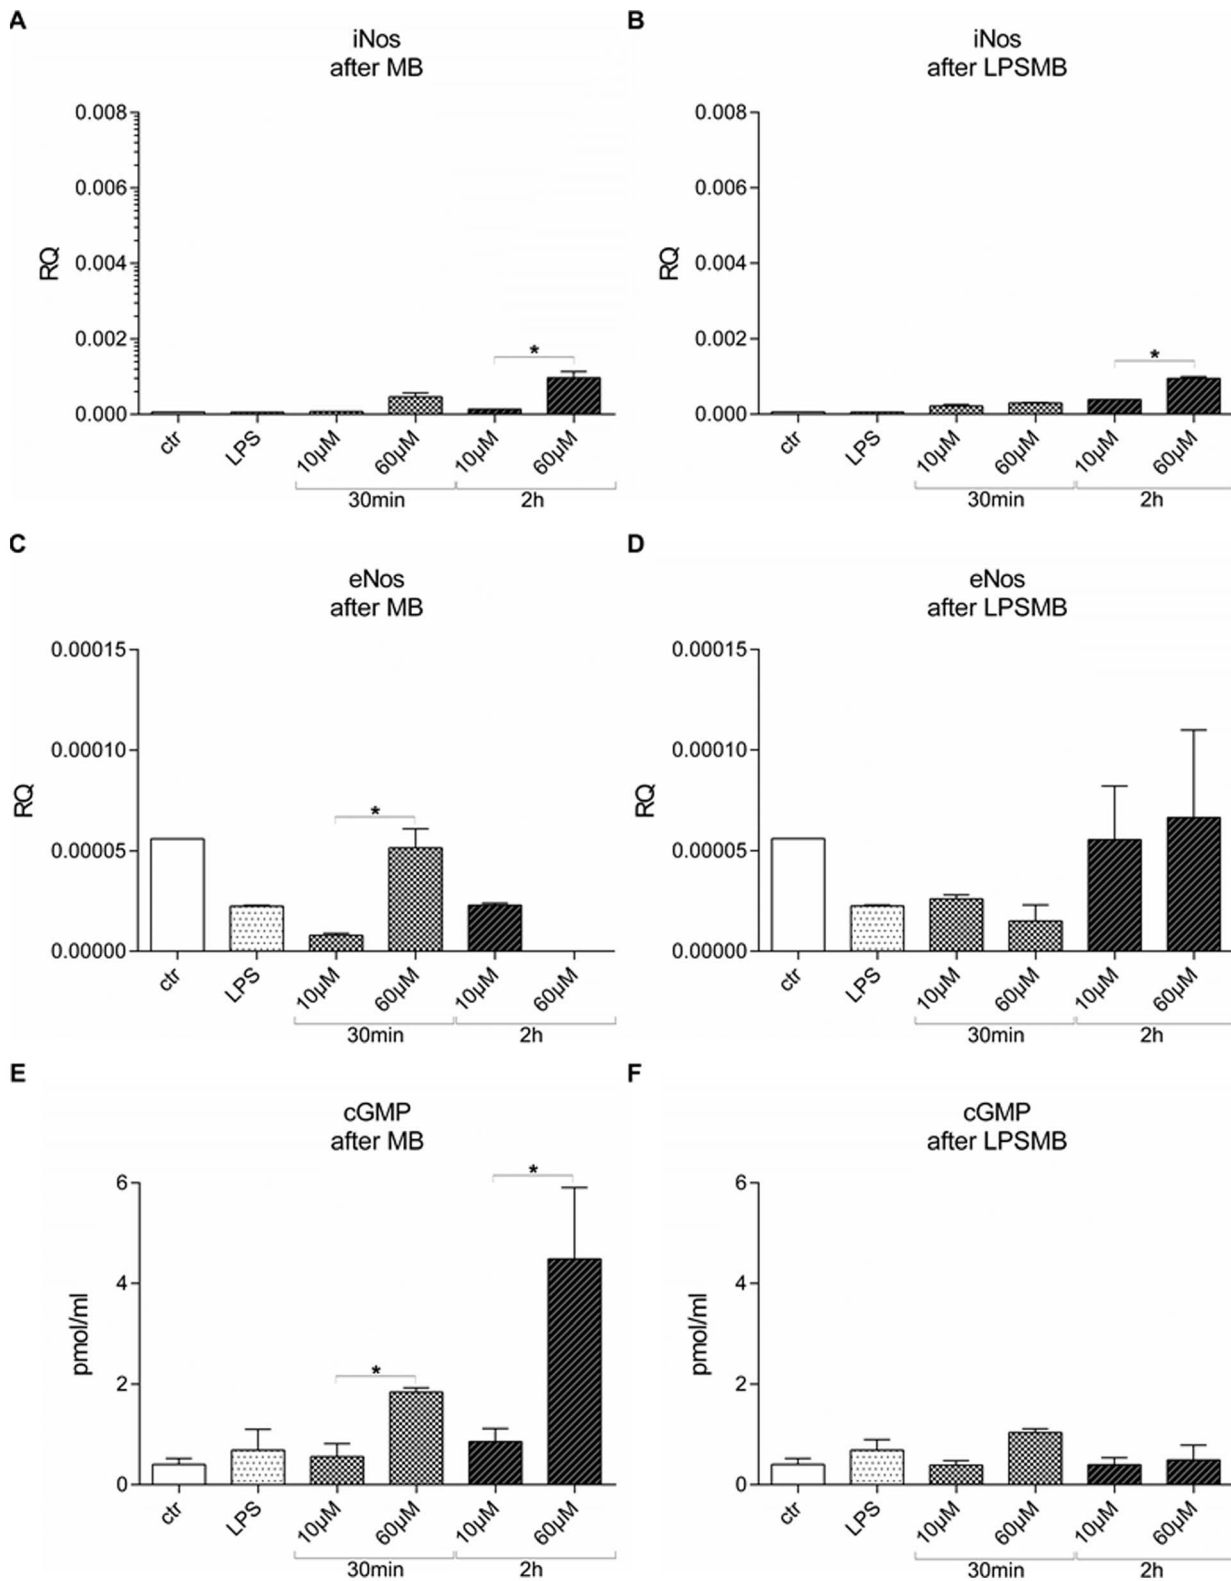 A
iNos
after MB
0.008
0.006
0.004
0.002
0.000
RQ
*
ctr
LPS
10µM
60µM
10µM
60µM
30min
2h
B
iNos
after LPSMB
0.008
0.006
0.004
0.002
0.000
RQ
*
ctr
LPS
10µM
60µM
10µM
60µM
30min
2h
C
eNos
after MB
0.00015
0.00010
0.00005
0.00000
RQ
*
ctr
LPS
10µM
60µM
10µM
60µM
30min
2h
D
eNos
after LPSMB
0.00015
0.00010
0.00005
0.00000
RQ
ctr
LPS
10µM
60µM
10µM
60µM
30min
2h
E
cGMP
after MB
6
4
2
0
pmol/ml
*
*
ctr
LPS
10µM
60µM
10µM
60µM
30min
2h
F
cGMP
after LPSMB
6
4
2
0
pmol/ml
ctr
LPS
10µM
60µM
10µM
60µM
30min
2h